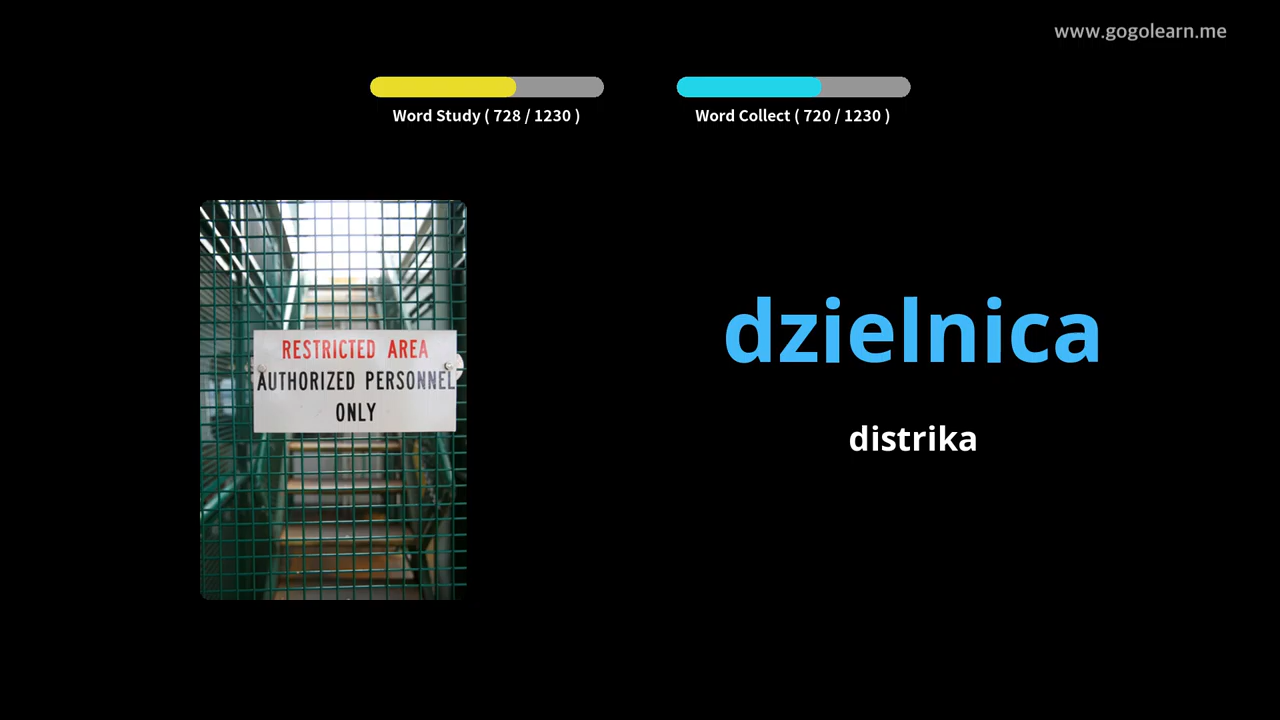 www.gogolearn.me
Word Study ( 728 / 1230 )
Word Collect ( 720 / 1230 )
RESTRICTED AREA
AUTHORIZED PERSONNEL
ONLY
dzielnica
distrika